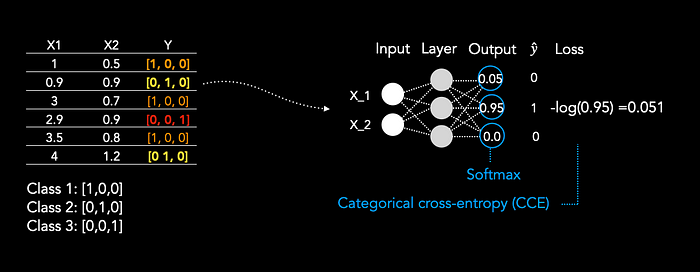 X1 X2 Y
1 0.5 [1, 0, 0]
0.9 0.9 [0, 1, 0]
3 0.7 [1, 0, 0]
2.9 0.9 [0, 0, 1]
3.5 0.8 [1, 0, 0]
4 1.2 [0 1, 0]
Class 1: [1,0,0]
Class 2: [0,1,0]
Class 3: [0,0,1]
Input Layer Output ŷ Loss
0.05 0
X_1
0.95 1 -log(0.95) =0.051
X_2
0.0 0
Softmax
Categorical cross-entropy (CCE)